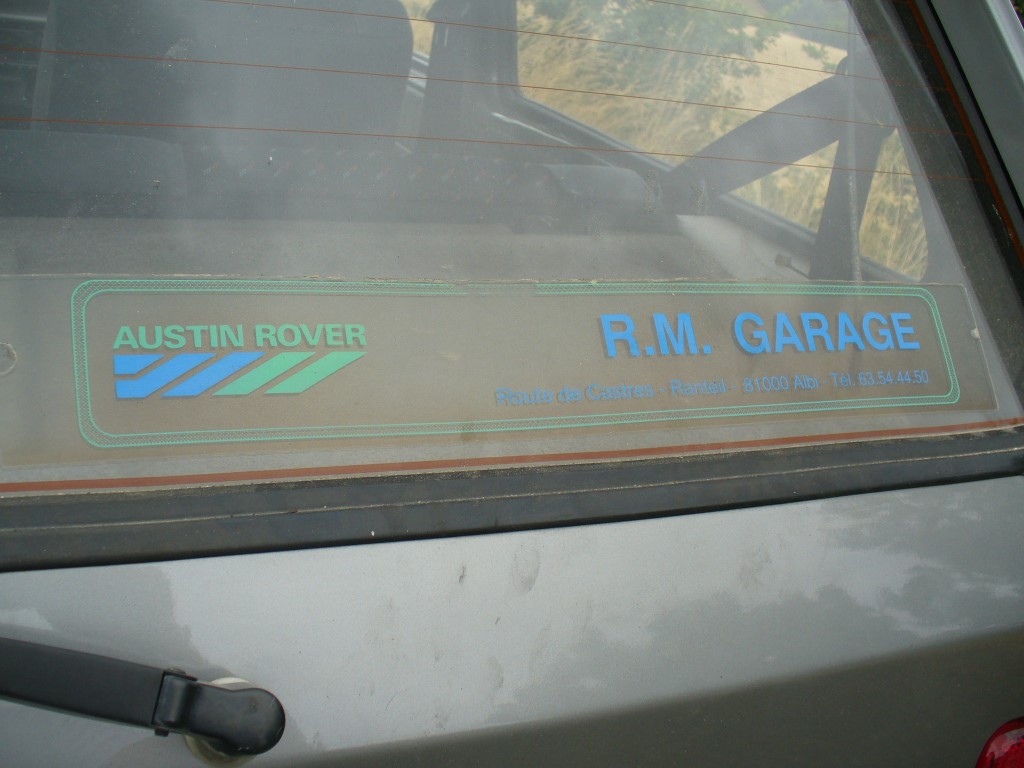 AUSTIN ROVER
R.M. GARAGE
Route de Castres - Ranteil - 81000 Albi - Tél. 63.54.44.50